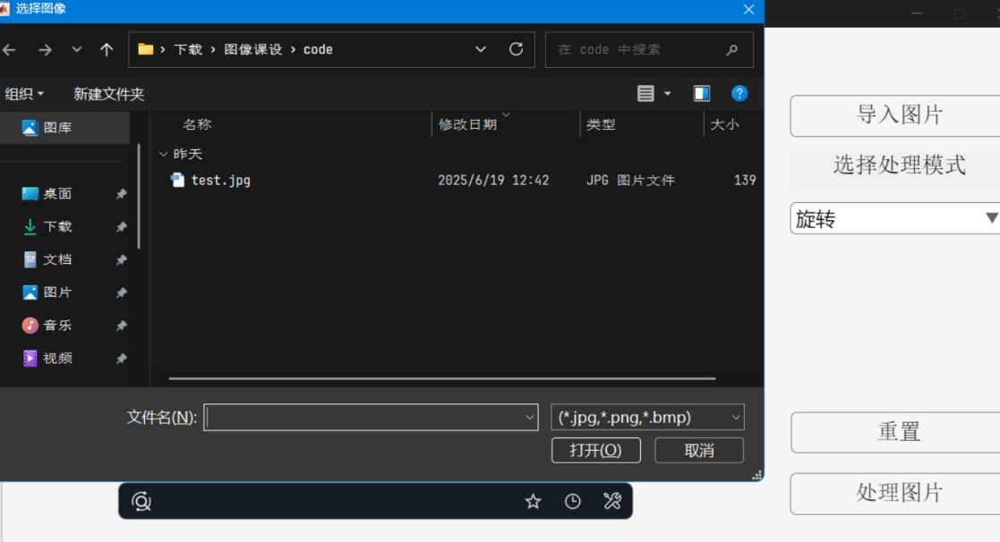 选择图像
下载 › 图像课设 › code
在 code 中搜索
组织
新建文件夹
图库
桌面
下载
文档
图片
音乐
视频
名称 修改日期 类型 大小
昨天
test.jpg 2025/6/19 12:42 JPG 图片文件 139
文件名(N):
(*.jpg,*.png,*.bmp)
打开(O)
取消
导入图片
选择处理模式
旋转
重置
处理图片